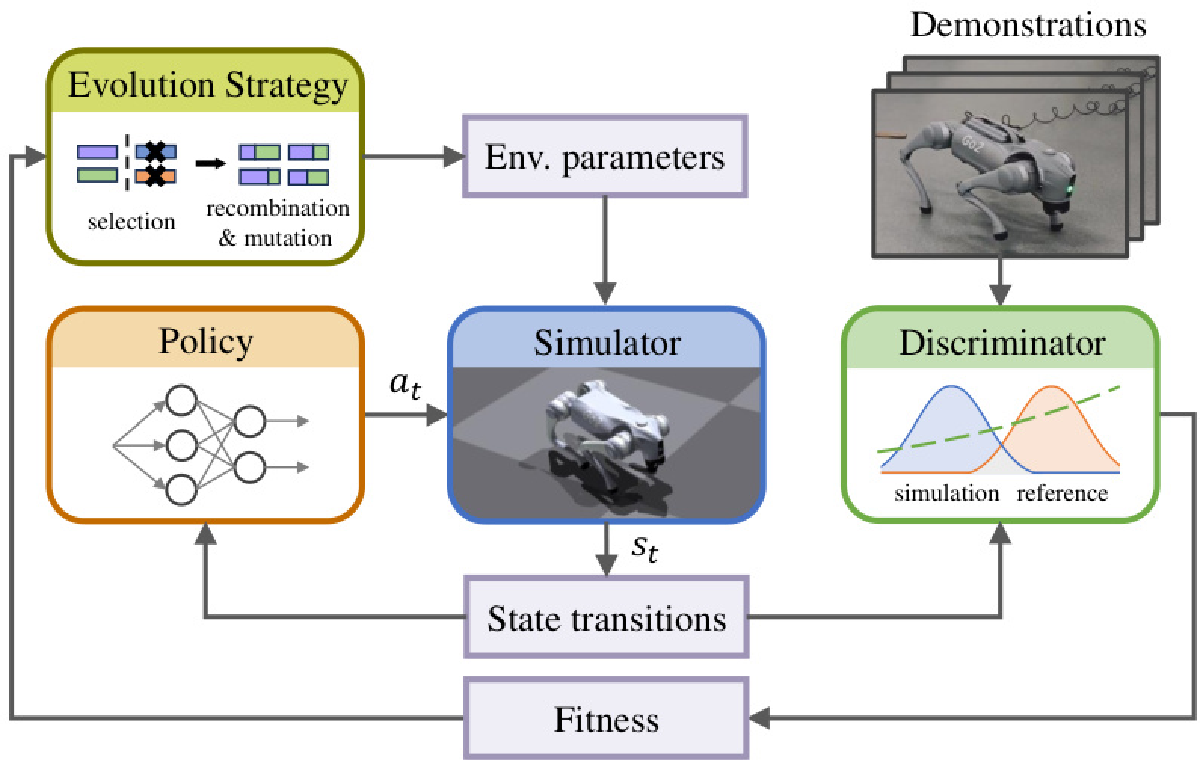 Demonstrations
Evolution Strategy
selection
recombination
& mutation
Env. parameters
Go2
Policy
a_t
Simulator
Discriminator
simulation
reference
s_t
State transitions
Fitness